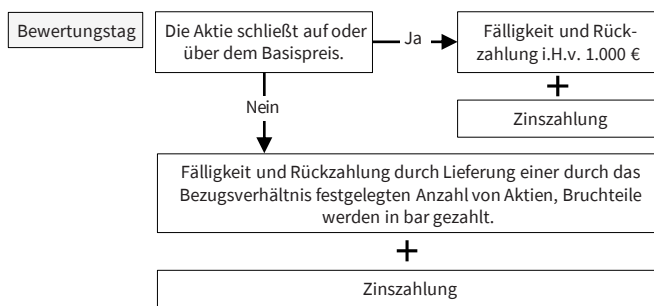 Bewertungstag
Die Aktie schließt auf oder
über dem Basispreis.
Ja
Fälligkeit und Rück-
zahlung i.H.v. 1.000 €
+
Zinszahlung
Nein
Fälligkeit und Rückzahlung durch Lieferung einer durch das
Bezugsverhältnis festgelegten Anzahl von Aktien, Bruchteile
werden in bar gezahlt.
+
Zinszahlung